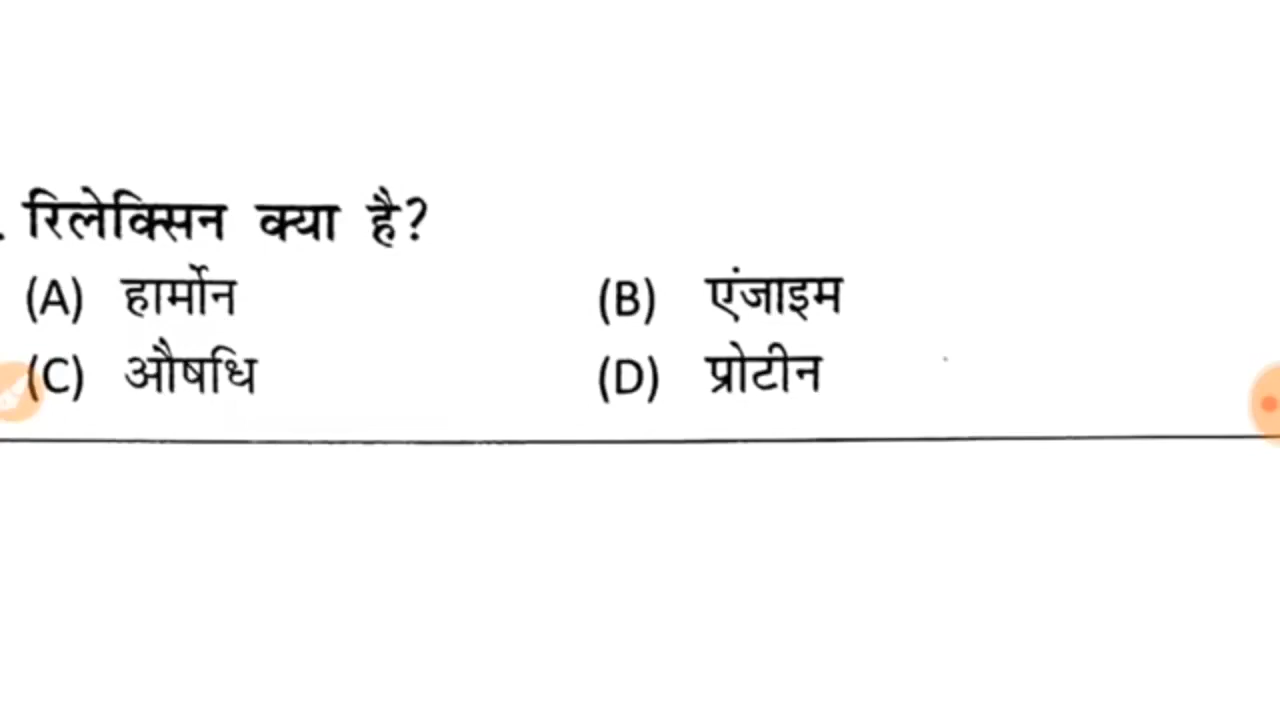 . रिलेक्सिन क्या है?
(A) हार्मोन (B) एंजाइम
(C) औषधि (D) प्रोटीन